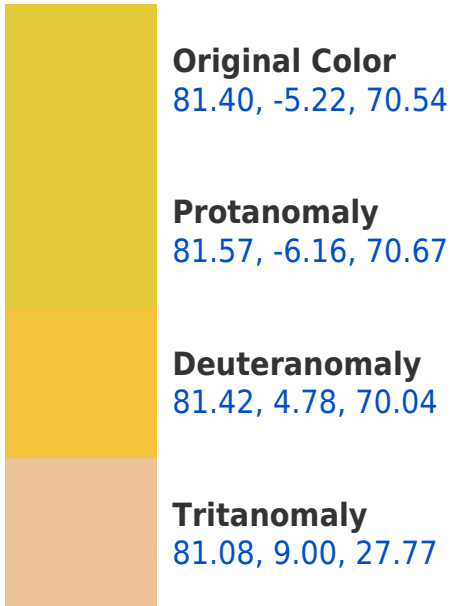 Original Color
81.40, -5.22, 70.54
Protanomaly
81.57, -6.16, 70.67
Deuteranomaly
81.42, 4.78, 70.04
Tritanomaly
81.08, 9.00, 27.77